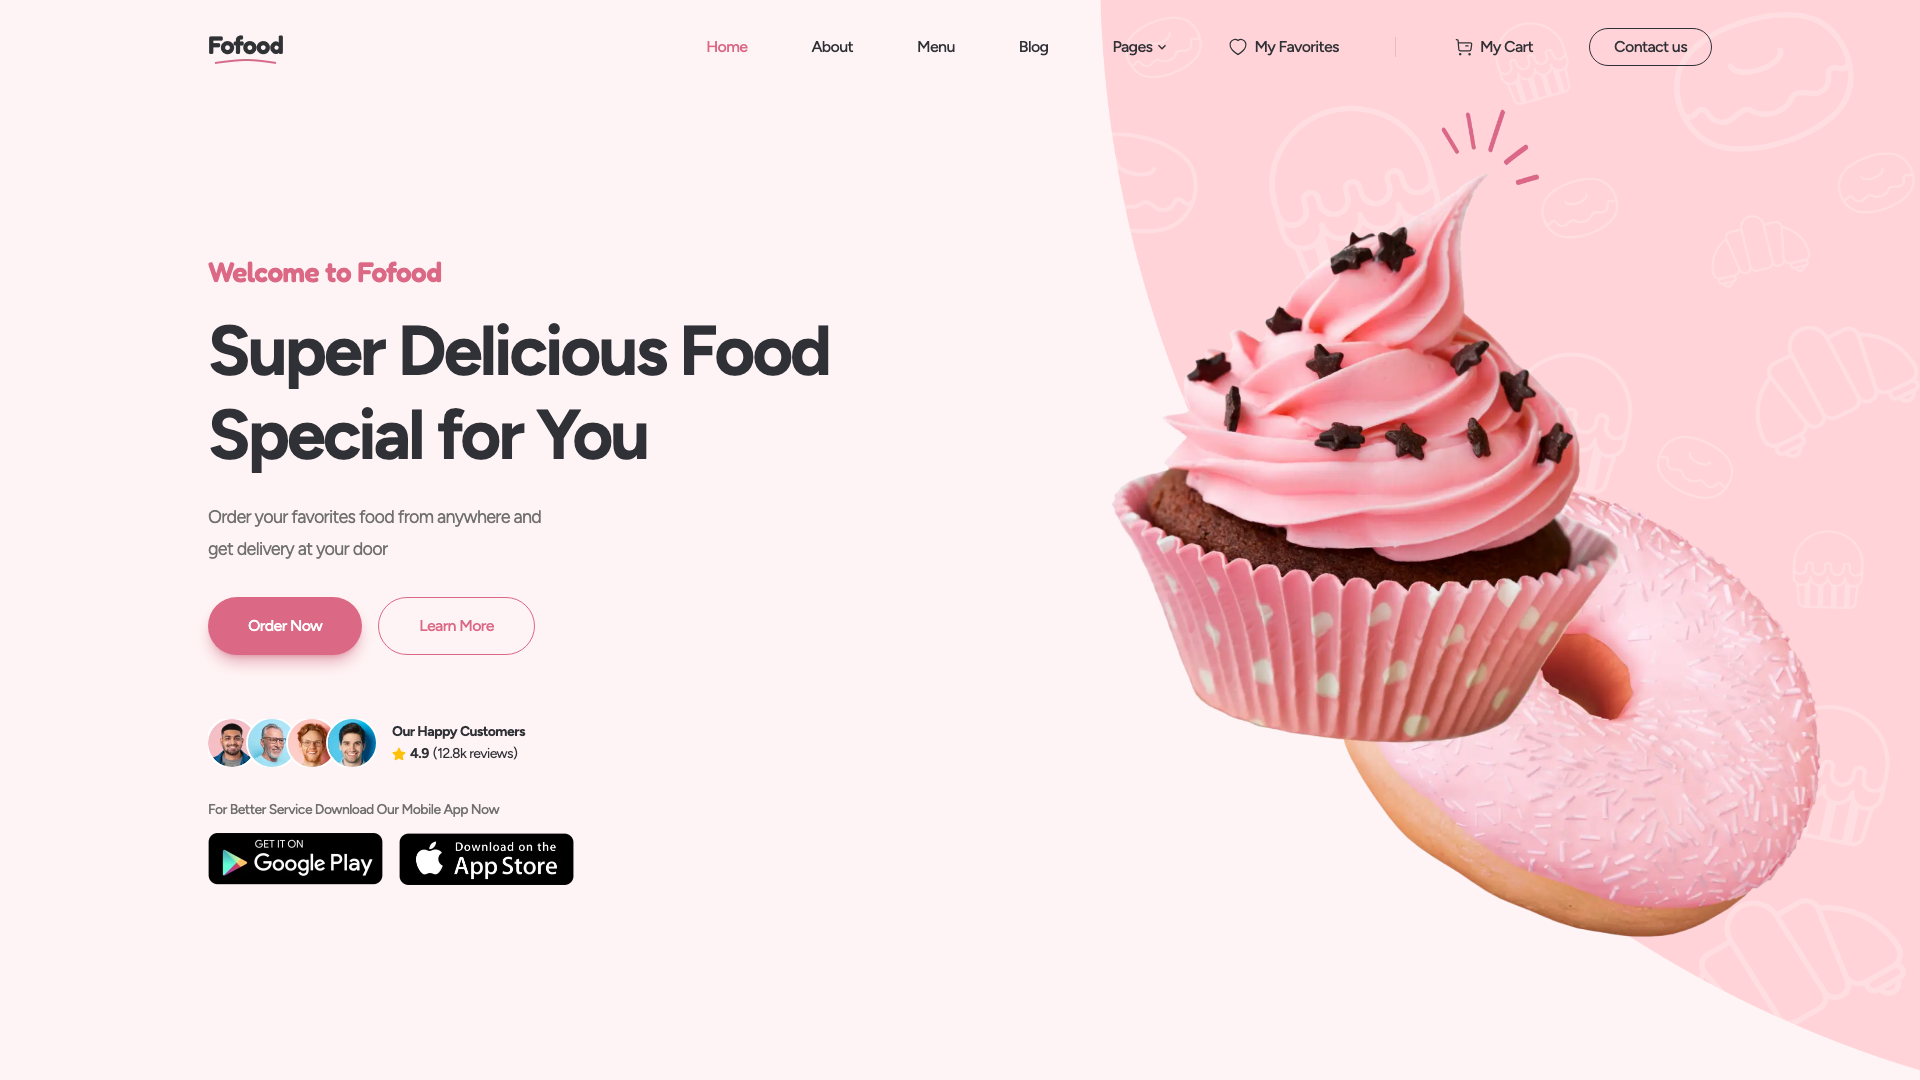 Fofood
Home
About
Menu
Blog
Pages
My Favorites
My Cart
Contact us
Welcome to Fofood
Super Delicious Food
Special for You
Order your favorites food from anywhere and
get delivery at your door
Order Now
Learn More
Our Happy Customers
4.9 (12.8k reviews)
For Better Service Download Our Mobile App Now
GET IT ON
Google Play
Download on the
App Store